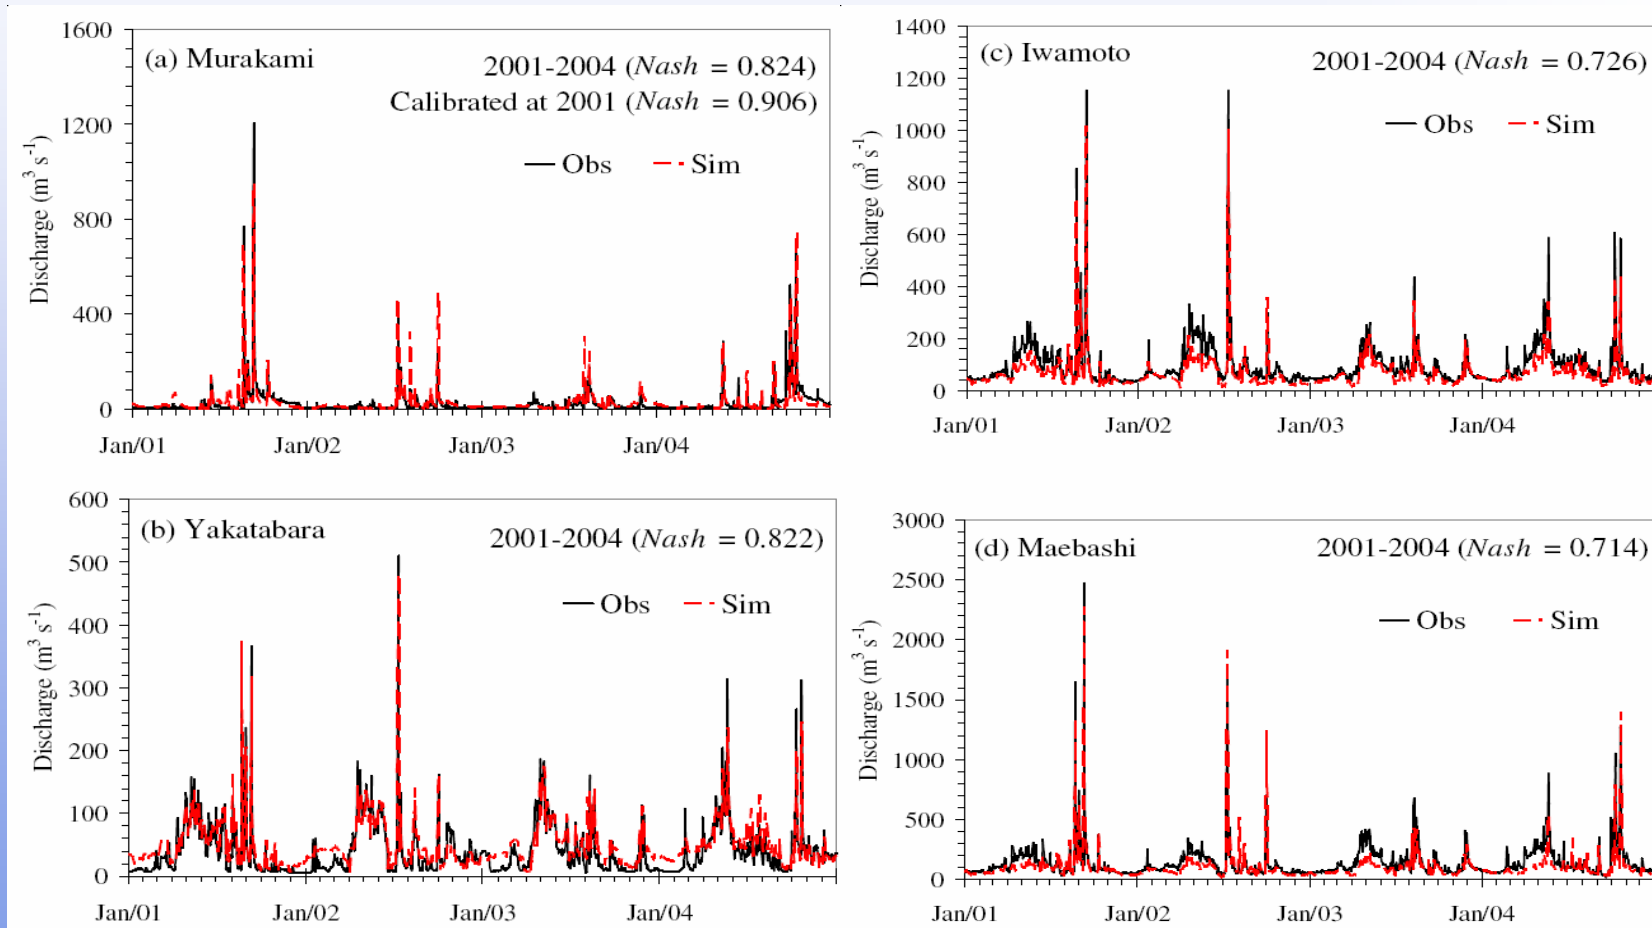 (a) Murakami
2001-2004 (Nash = 0.824)
Calibrated at 2001 (Nash = 0.906)
Obs
Sim
Discharge (m³ s⁻¹)
1600
1200
800
400
0
Jan/01
Jan/02
Jan/03
Jan/04
(b) Yakatabara
2001-2004 (Nash = 0.822)
Obs
Sim
Discharge (m³ s⁻¹)
600
500
400
300
200
100
0
Jan/01
Jan/02
Jan/03
Jan/04
(c) Iwamoto
2001-2004 (Nash = 0.726)
Obs
Sim
Discharge (m³ s⁻¹)
1400
1200
1000
800
600
400
200
0
Jan/01
Jan/02
Jan/03
Jan/04
(d) Maebashi
2001-2004 (Nash = 0.714)
Obs
Sim
Discharge (m³ s⁻¹)
3000
2500
2000
1500
1000
500
0
Jan/01
Jan/02
Jan/03
Jan/04